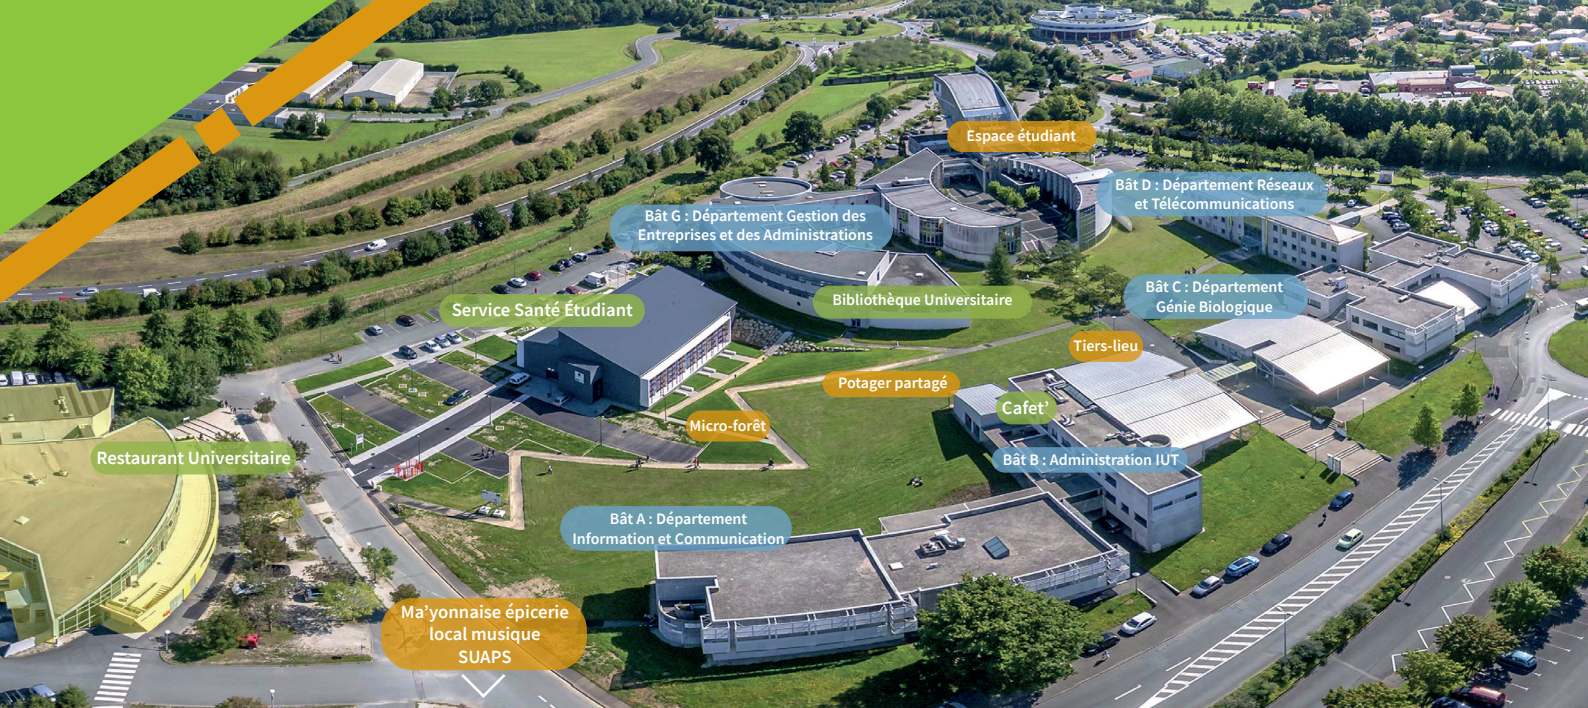 Espace étudiant
Bât D : Département Réseaux
et Télécommunications
Bât G : Département Gestion des
Entreprises et des Administrations
Bât C : Département
Génie Biologique
Bibliothèque Universitaire
Service Santé Étudiant
Tiers-lieu
Potager partagé
Cafet’
Micro-forêt
Restaurant Universitaire
Bât B : Administration IUT
Bât A : Département
Information et Communication
Ma’yonnaise épicerie
local musique
SUAPS